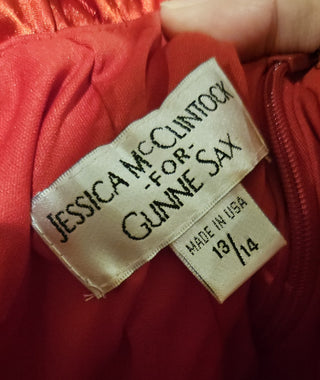 JESSICA MCCLINTOCK
-FOR-
GUNNE SAX
MADE IN USA
13/14